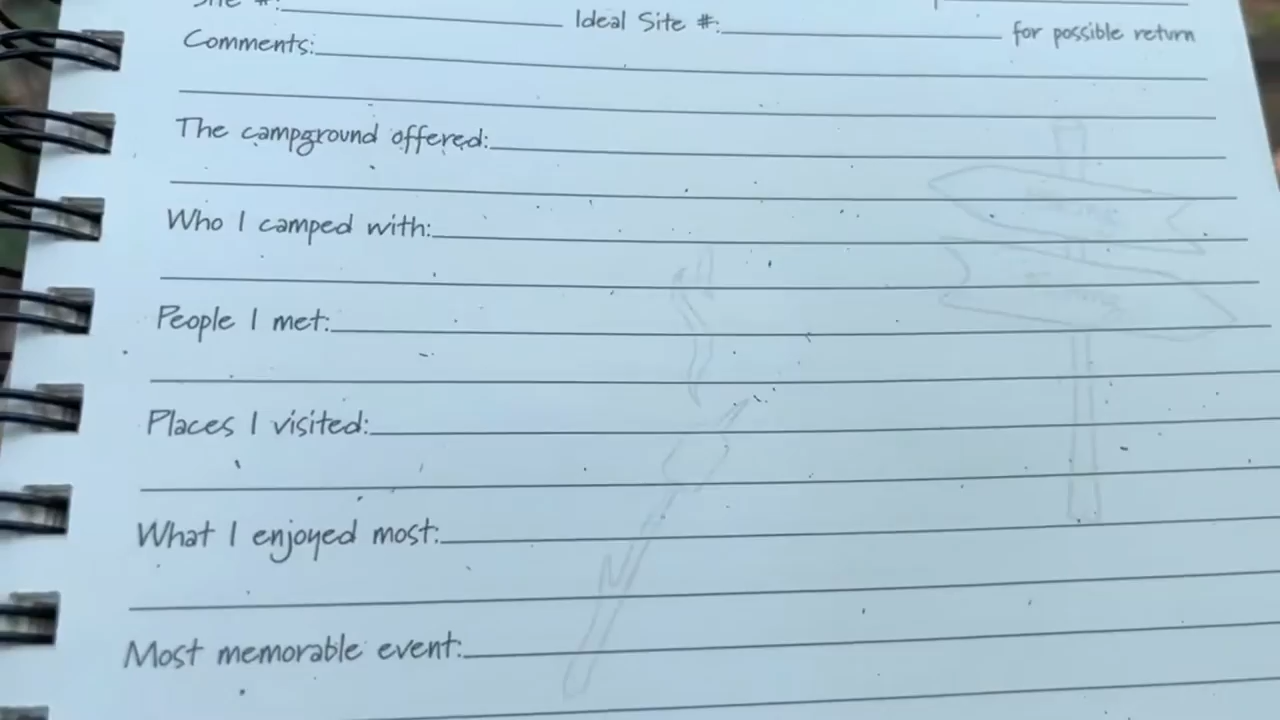 Site #:
Ideal Site #:
for possible return
Comments:
The campground offered:
Who I camped with:
People I met:
Places I visited:
What I enjoyed most:
Most memorable event: